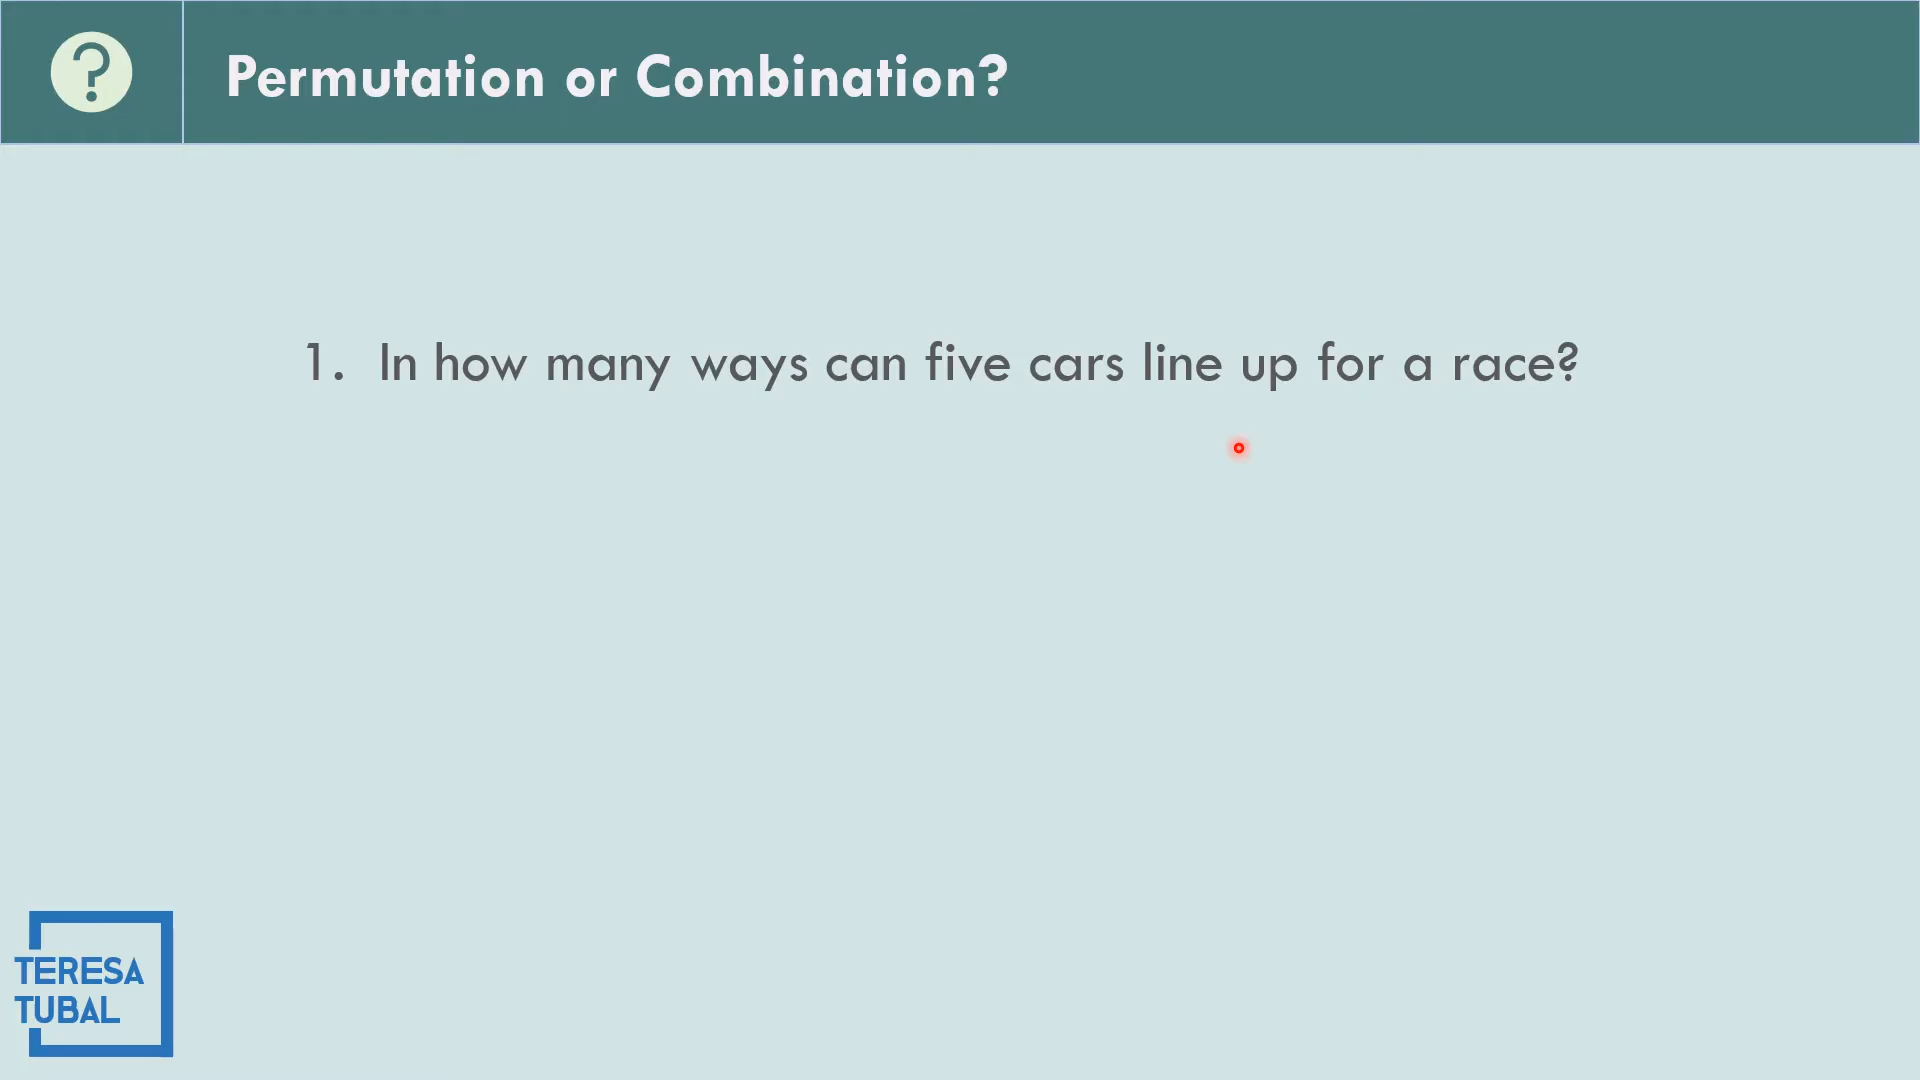 ?
Permutation or Combination?
1. In how many ways can five cars line up for a race?
TERESA
TUBAL